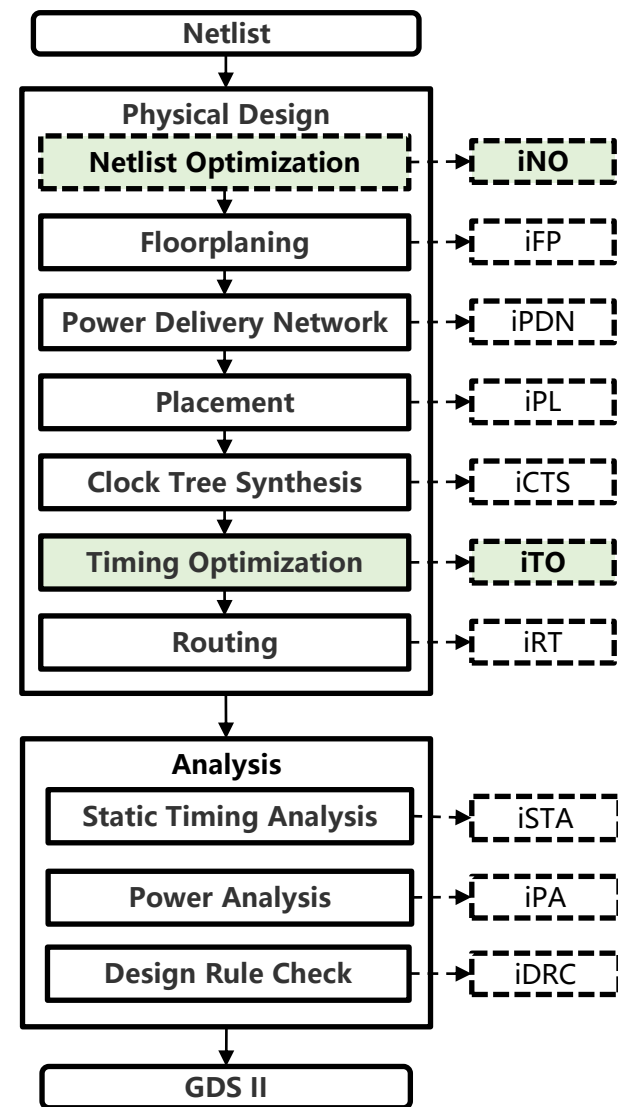 Netlist
Physical Design
Netlist Optimization
iNO
Floorplaning
iFP
Power Delivery Network
iPDN
Placement
iPL
Clock Tree Synthesis
iCTS
Timing Optimization
iTO
Routing
iRT
Analysis
Static Timing Analysis
iSTA
Power Analysis
iPA
Design Rule Check
iDRC
GDS II